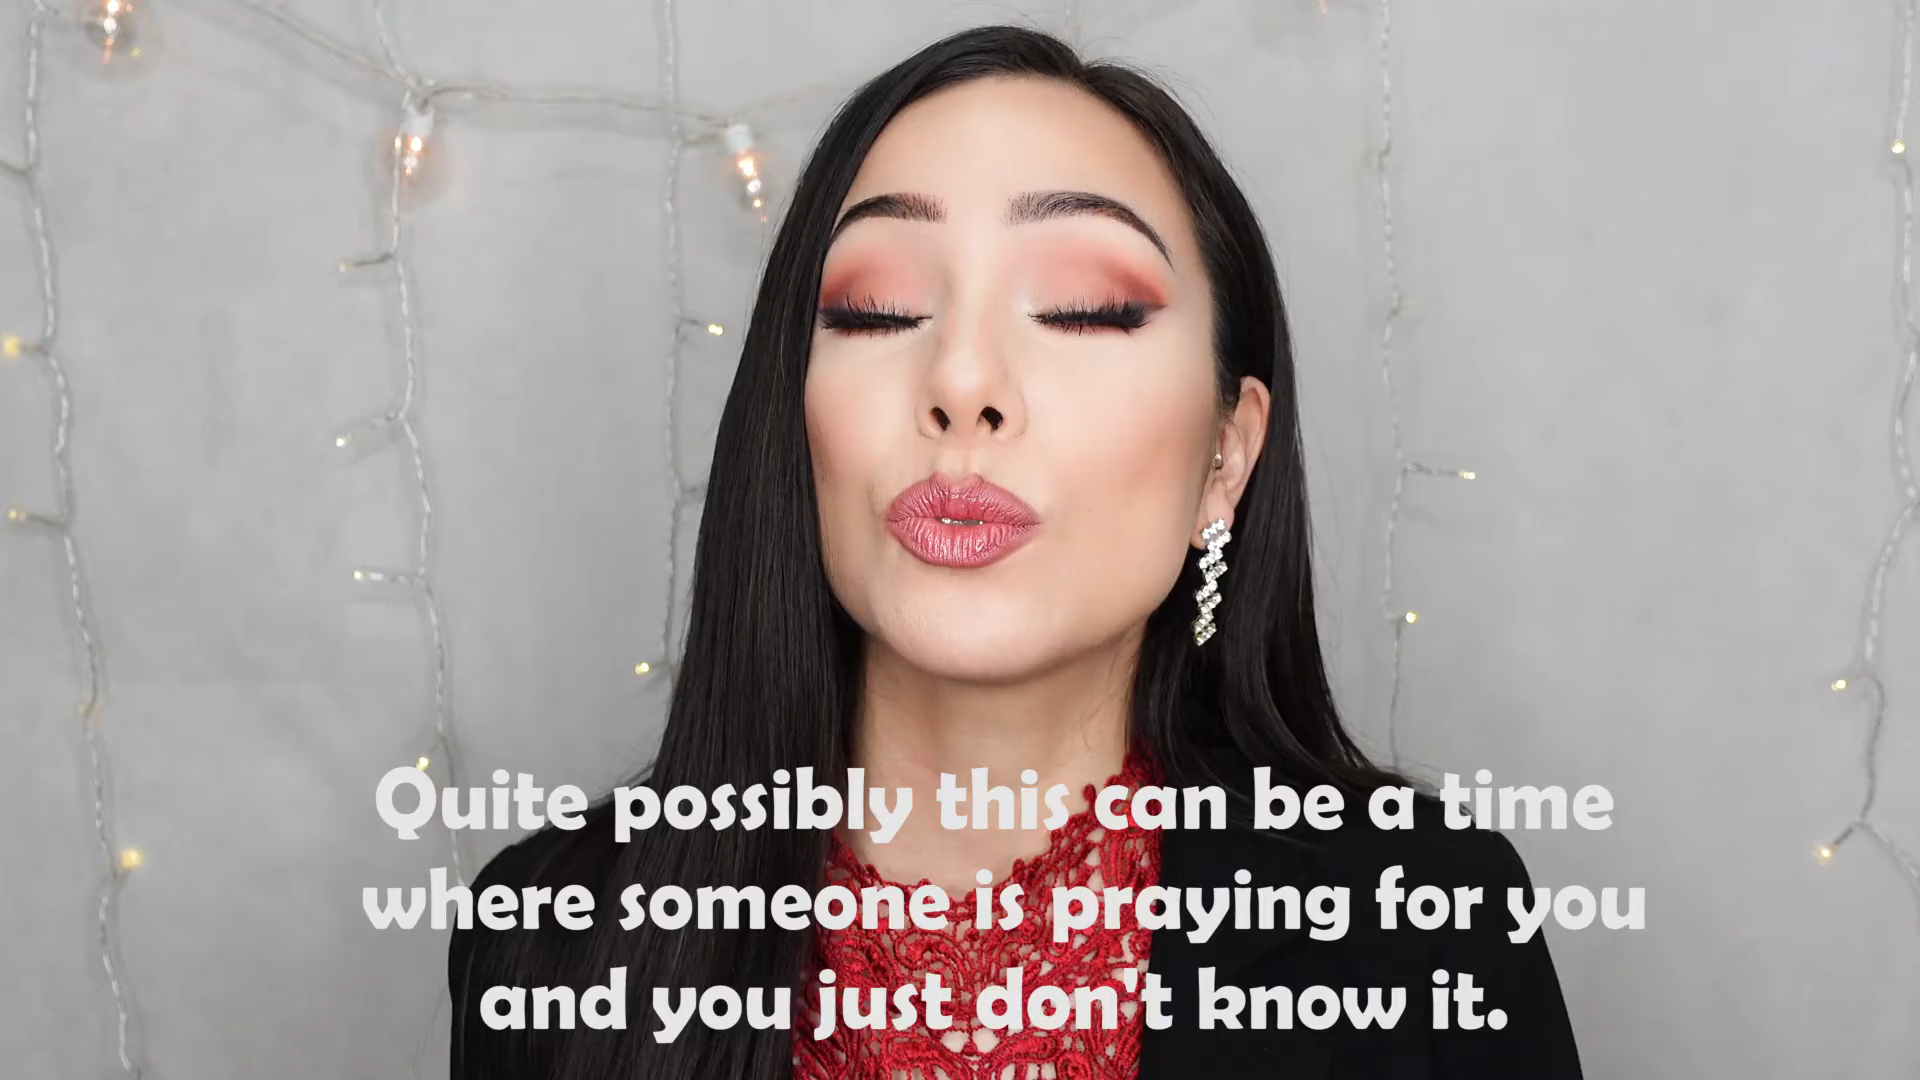 Quite possibly this can be a time
where someone is praying for you
and you just don't know it.